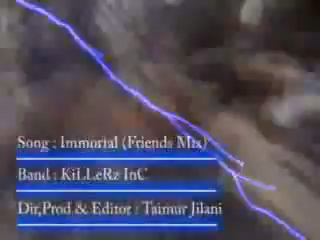 Song : Immortal (Friends Mix)
Band : KiLLeRz InC
Dir,Prod & Editor : Taimur Jilani